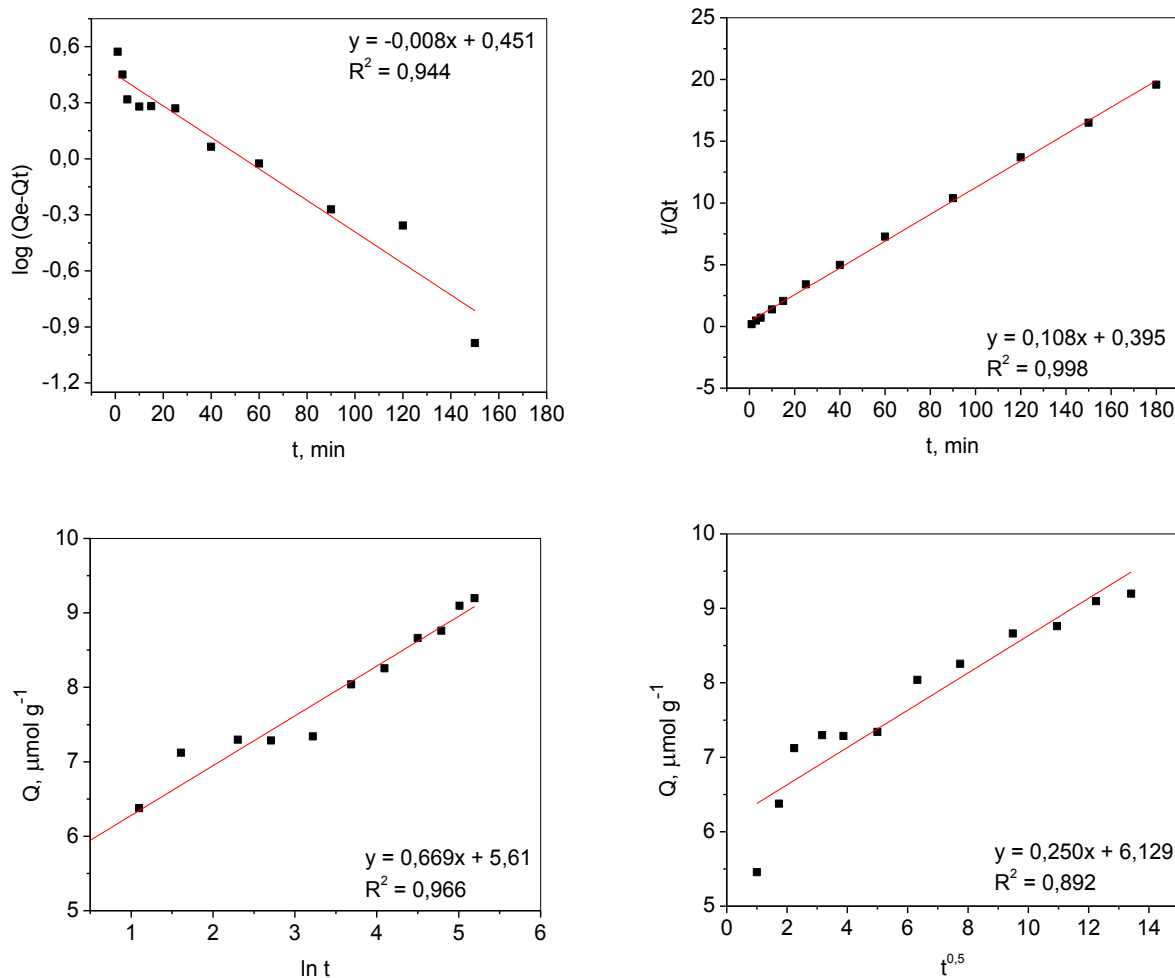 y = -0,008x + 0,451
R² = 0,944
0,6
0,3
0,0
-0,3
-0,6
-0,9
-1,2
log (Qe-Qt)
0 20 40 60 80 100 120 140 160 180
t, min
25
20
15
10
5
0
-5
t/Qt
y = 0,108x + 0,395
R² = 0,998
0 20 40 60 80 100 120 140 160 180
t, min
10
9
8
7
6
5
Q, μmol g⁻¹
y = 0,669x + 5,61
R² = 0,966
1 2 3 4 5 6
ln t
10
9
8
7
6
5
Q, μmol g⁻¹
y = 0,250x + 6,129
R² = 0,892
0 2 4 6 8 10 12 14
t⁰,⁵